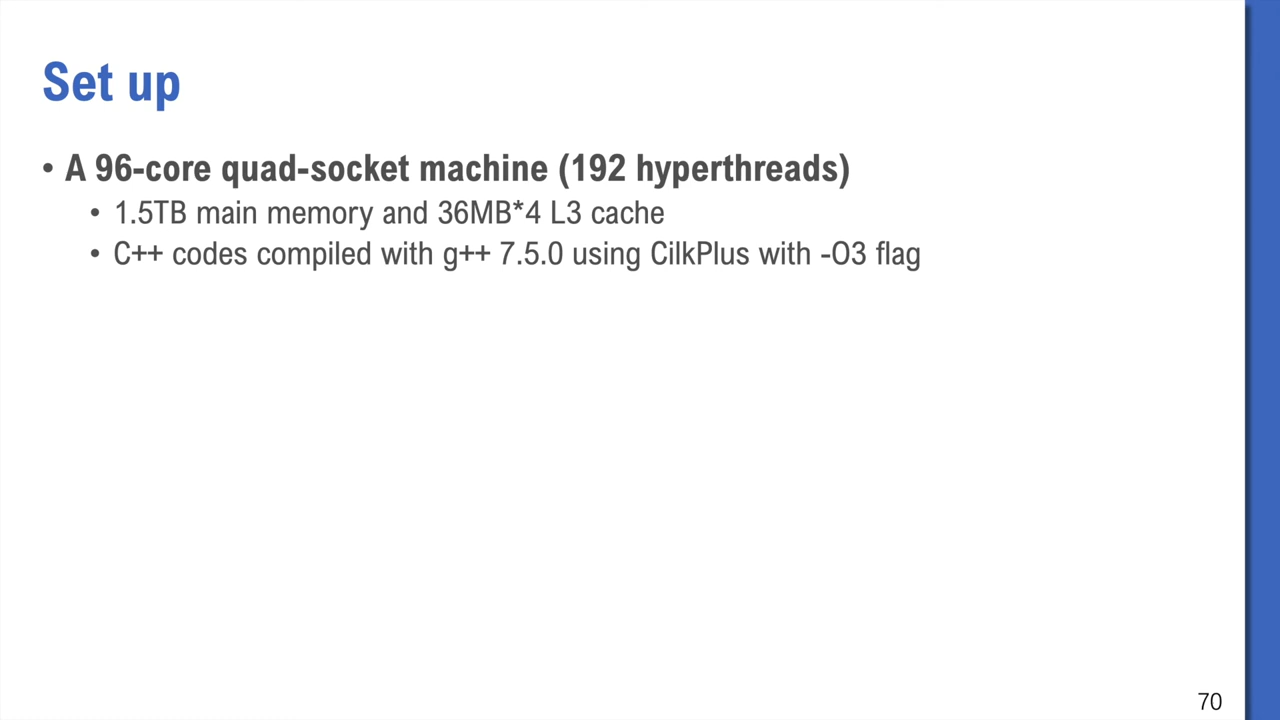 Set up
• A 96-core quad-socket machine (192 hyperthreads)
• 1.5TB main memory and 36MB*4 L3 cache
• C++ codes compiled with g++ 7.5.0 using CilkPlus with -O3 flag
70